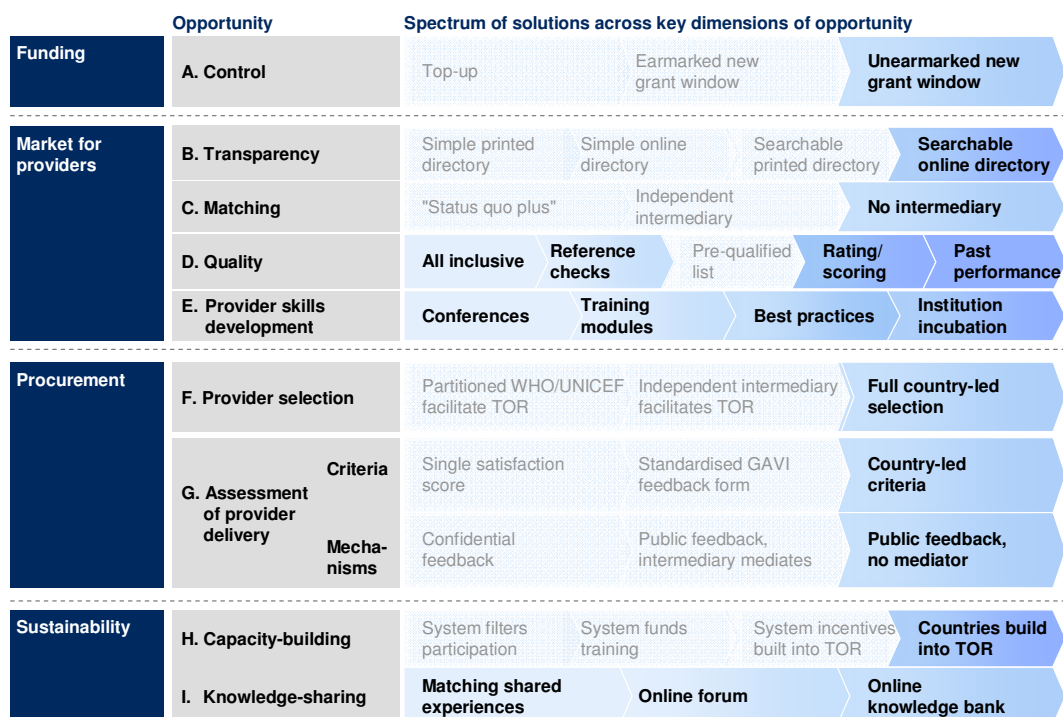 Opportunity
Spectrum of solutions across key dimensions of opportunity
Funding
A. Control
Top-up
Earmarked new
grant window
Unearmarked new
grant window
Market for
providers
B. Transparency
Simple printed
directory
Simple online
directory
Searchable
printed directory
Searchable
online directory
C. Matching
"Status quo plus"
Independent
intermediary
No intermediary
D. Quality
All inclusive
Reference
checks
Pre-qualified
list
Rating/
scoring
Past
performance
E. Provider skills
development
Conferences
Training
modules
Best practices
Institution
incubation
Procurement
F. Provider selection
Partitioned WHO/UNICEF
facilitate TOR
Independent intermediary
facilitates TOR
Full country-led
selection
G. Assessment
of provider
delivery
Criteria
Single satisfaction
score
Standardised GAVI
feedback form
Country-led
criteria
Mecha-
nisms
Confidential
feedback
Public feedback,
intermediary mediates
Public feedback,
no mediator
Sustainability
H. Capacity-building
System filters
participation
System funds
training
System incentives
built into TOR
Countries build
into TOR
I. Knowledge-sharing
Matching shared
experiences
Online forum
Online
knowledge bank